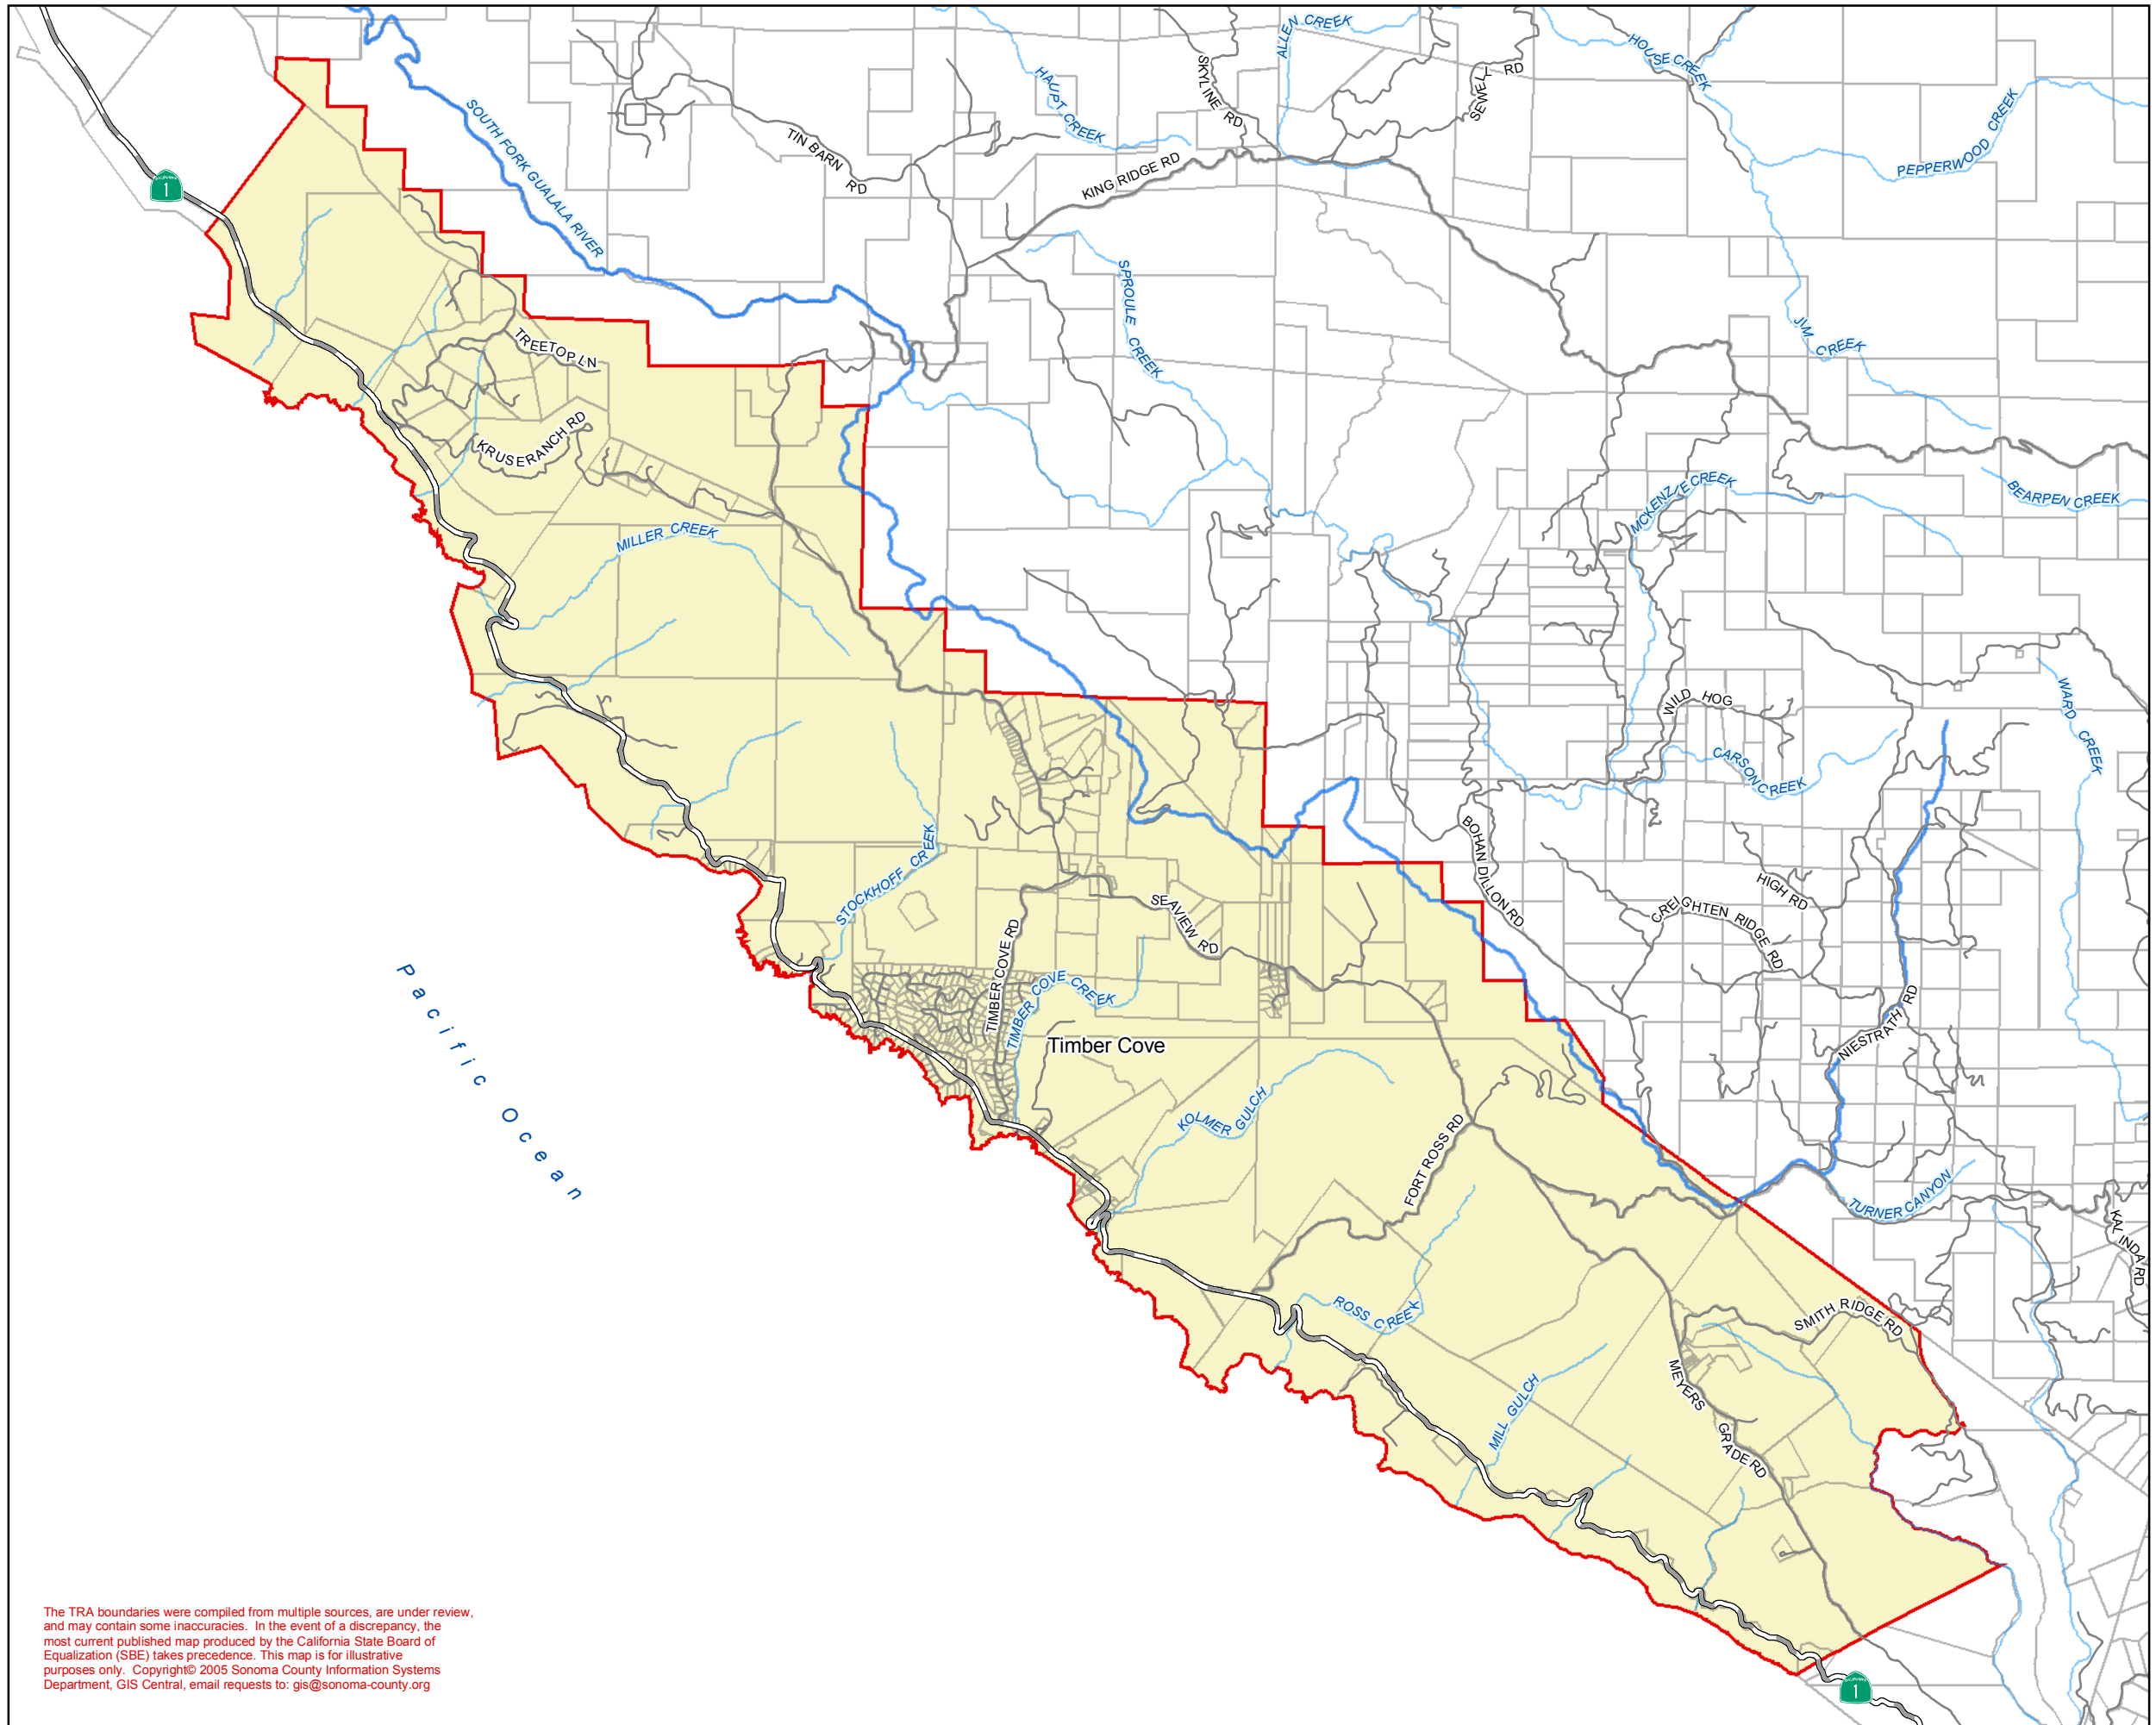 ALLEN CREEK
HOUSE CREEK
SKYLINE RD
SEWELL RD
HAUPT CREEK
PEPPERWOOD CREEK
SOUTH FORK GUALALA RIVER
TIN BARN RD
KING RIDGE RD
CALIFORNIA
1
SPROULE CREEK
JIM CREEK
TREETOP LN
KRUSERANCH RD
MCKENZIE CREEK
BEARPEN CREEK
MILLER CREEK
WILD HOG
WARD CREEK
CARSON CREEK
STOCKHOFF CREEK
BOHAN DILLON RD
HIGH RD
SEAVIEW RD
CREIGHTEN RIDGE RD
TIMBER COVE RD
TIMBER COVE CREEK
NIESTRATH RD
Pacific Ocean
Timber Cove
KOLMER GULCH
FORT ROSS RD
TURNER CANYON
KALINDA RD
ROSS CREEK
SMITH RIDGE RD
MEYERS GRADE RD
MILL GULCH
The TRA boundaries were compiled from multiple sources, are under review,
and may contain some inaccuracies.  In the event of a discrepancy, the
most current published map produced by the California State Board of
Equalization (SBE) takes precedence. This map is for illustrative
purposes only.  Copyright© 2005 Sonoma County Information Systems
Department, GIS Central, email requests to: gis@sonoma-county.org
CALIFORNIA
1